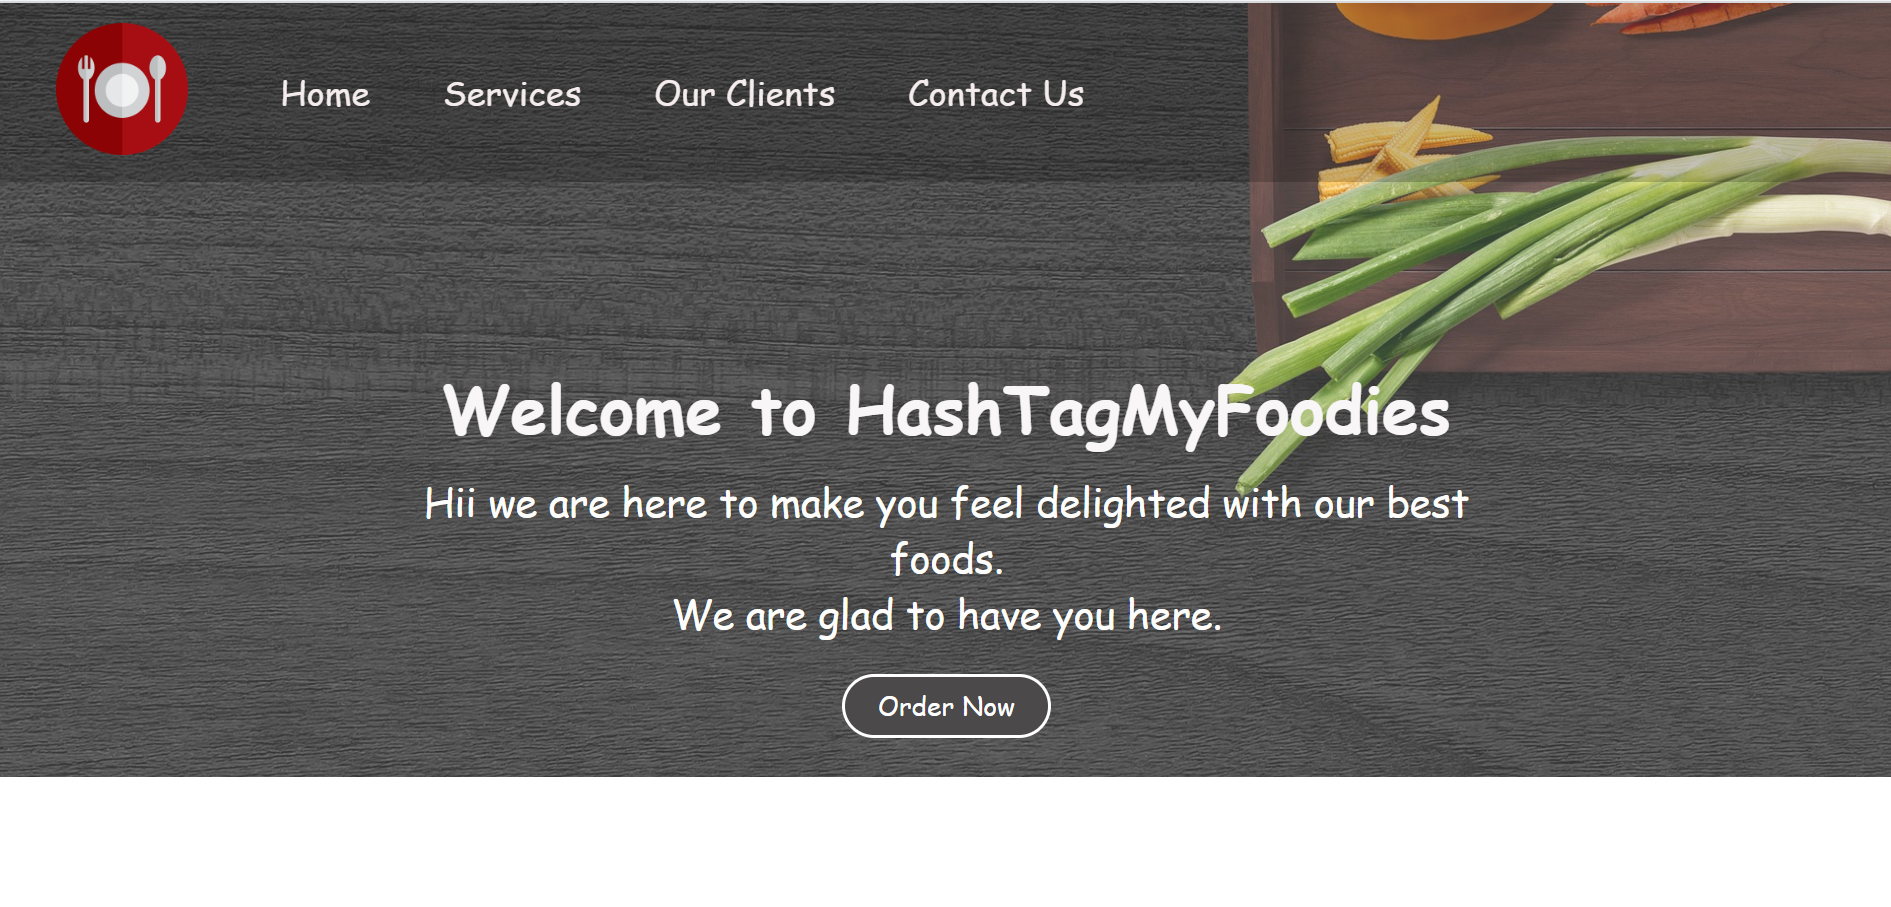 Home Services Our Clients Contact Us
Welcome to HashTagMyFoodies
Hii we are here to make you feel delighted with our best
foods.
We are glad to have you here.
Order Now